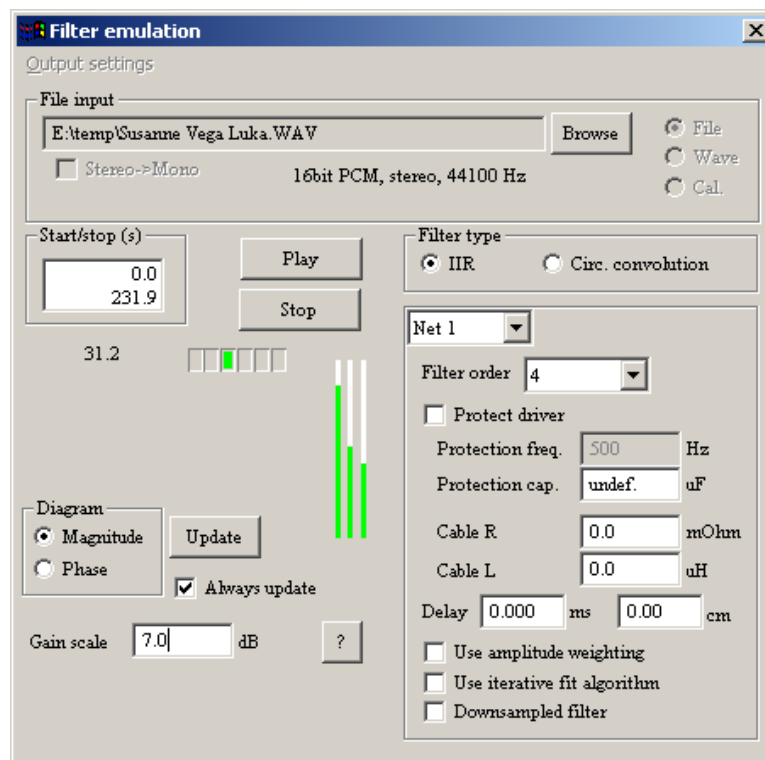 Filter emulation
Output settings
File input
E:\temp\Susanne Vega Luka.WAV
Browse
File
Wave
Cal.
Stereo->Mono
16bit PCM, stereo, 44100 Hz
Start/stop (s)
0.0
231.9
Play
Stop
31.2
Filter type
IIR
Circ. convolution
Net 1
Filter order 4
Protect driver
Protection freq. 500 Hz
Protection cap. undef. uF
Cable R 0.0 mOhm
Cable L 0.0 uH
Delay 0.000 ms 0.00 cm
Use amplitude weighting
Use iterative fit algorithm
Downsampled filter
Diagram
Magnitude
Phase
Update
Always update
Gain scale 7.0 dB
?